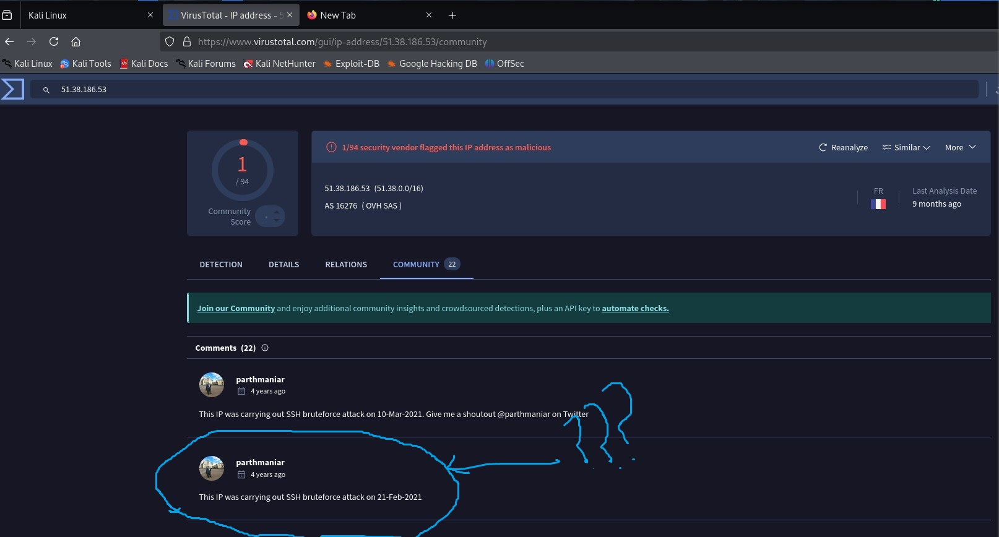 Kali Linux
VirusTotal - IP address - 5
New Tab
https://www.virustotal.com/gui/ip-address/51.38.186.53/community
Kali Linux Kali Tools Kali Docs Kali Forums Kali NetHunter Exploit-DB Google Hacking DB OffSec
51.38.186.53
1
/ 94
Community
Score
1/94 security vendor flagged this IP address as malicious
Reanalyze Similar More
51.38.186.53 (51.38.0.0/16)
AS 16276 ( OVH SAS )
FR
Last Analysis Date
9 months ago
DETECTION DETAILS RELATIONS COMMUNITY 22
Join our Community and enjoy additional community insights and crowdsourced detections, plus an API key to automate checks.
Comments (22)
parthmaniar
4 years ago
This IP was carrying out SSH bruteforce attack on 10-Mar-2021. Give me a shoutout @parthmaniar on Twitter
???
parthmaniar
4 years ago
This IP was carrying out SSH bruteforce attack on 21-Feb-2021